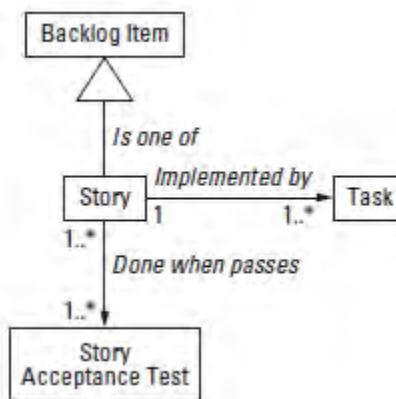 Backlog Item
Is one of
Implemented by
Story
Task
1
1..*
1..*
Done when passes
1..*
Story
Acceptance Test